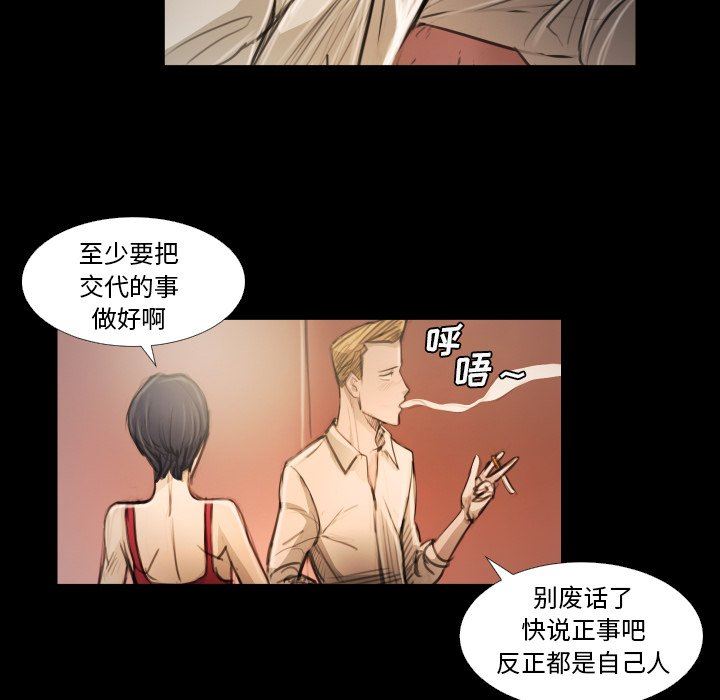 至少要把
交代的事
做好啊
呼
唔~
别废话了
快说正事吧
反正都是自己人